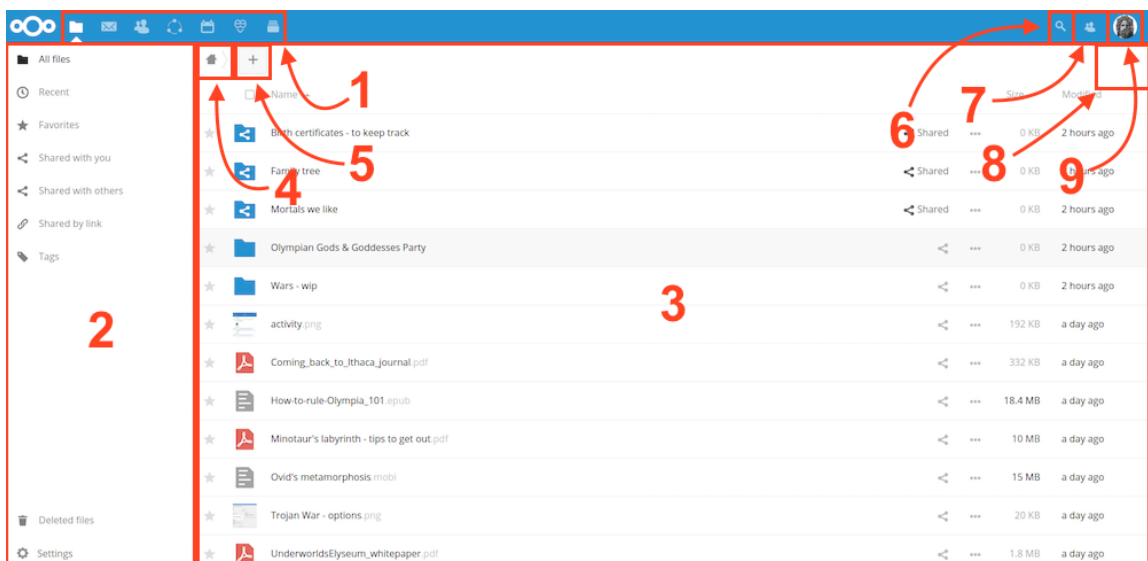 All files
1
Name
Size
Modified
Recent
6
7
8
Favorites
Birth certificates - to keep track
Shared
0 KB
2 hours ago
5
4
9
Shared with you
Family tree
Shared
0 KB
hours ago
Shared with others
Mortals we like
Shared
0 KB
2 hours ago
Shared by link
Olympian Gods & Goddesses Party
0 KB
2 hours ago
Tags
Wars - wip
0 KB
2 hours ago
3
2
activity.png
192 KB
a day ago
Coming_back_to_Ithaca_journal.pdf
332 KB
a day ago
How-to-rule-Olympia_101.epub
18.4 MB
a day ago
Minotaur's labyrinth - tips to get out.pdf
10 MB
a day ago
Ovid's metamorphosis.mobi
15 MB
a day ago
Deleted files
Trojan War - options.png
20 KB
a day ago
Settings
UnderworldsElyseum_whitepaper.pdf
1.8 MB
a day ago